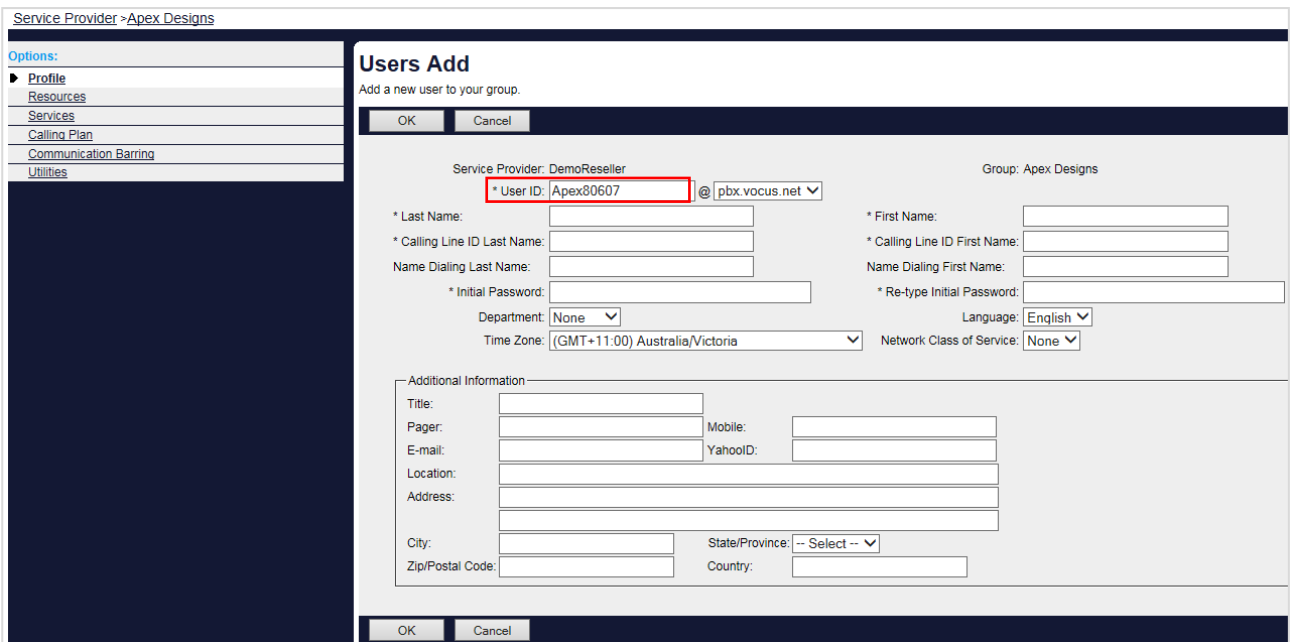 Service Provider >Apex Designs
Options:
Profile
Resources
Services
Calling Plan
Communication Barring
Utilities
Users Add
Add a new user to your group.
OK Cancel
Service Provider: DemoReseller Group: Apex Designs
* User ID: Apex80607 @ pbx.vocus.net
* Last Name: * First Name:
* Calling Line ID Last Name: * Calling Line ID First Name:
Name Dialing Last Name: Name Dialing First Name:
* Initial Password: * Re-type Initial Password:
Department: None Language: English
Time Zone: (GMT+11:00) Australia/Victoria Network Class of Service: None
Additional Information
Title:
Pager: Mobile:
E-mail: YahooID:
Location:
Address:
City: State/Province: -- Select --
Zip/Postal Code: Country:
OK Cancel